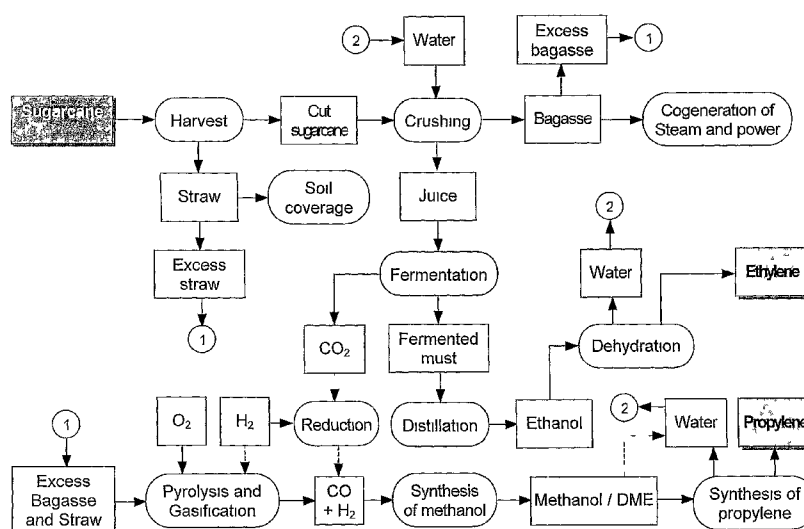 2
Water
Excess
bagasse
1
Sugarcane
Harvest
Cut
sugarcane
Crushing
Bagasse
Cogeneration of
Steam and power
Straw
Soil
coverage
Juice
2
Excess
straw
Fermentation
Water
Ethylene
1
CO2
Fermented
must
Dehydration
1
O2
H2
Reduction
Distillation
Ethanol
2
Water
Propylene
Excess
Bagasse
and Straw
Pyrolysis and
Gasification
CO
+ H2
Synthesis
of methanol
Methanol / DME
Synthesis of
propylene